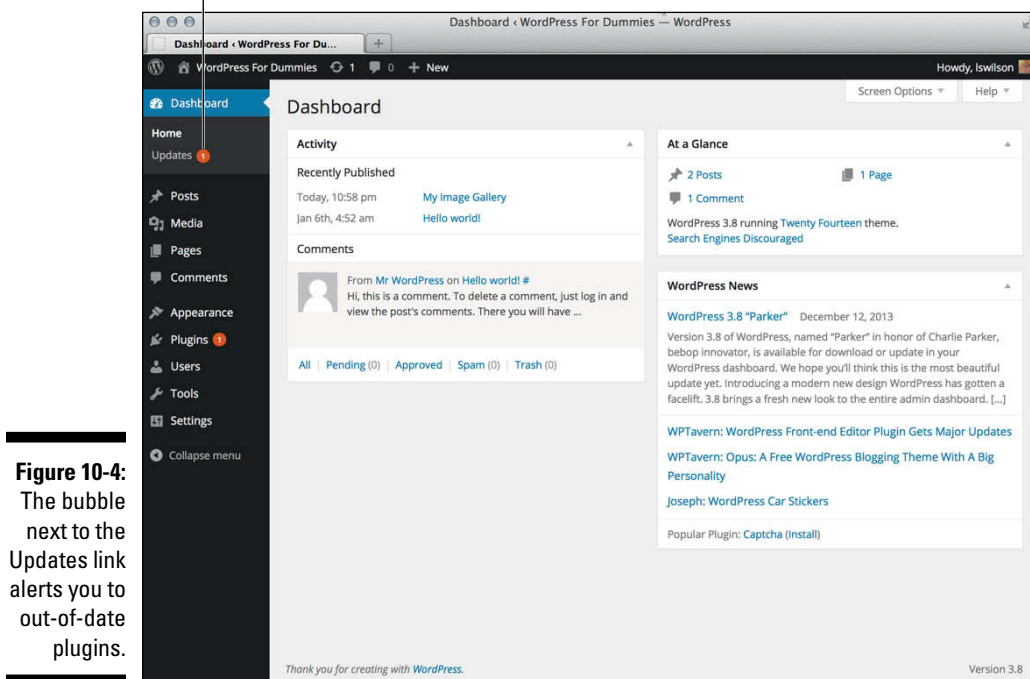 Dashboard ‹ WordPress For Dummies — WordPress
Dashboard ‹ WordPress For Du...
WordPress For Dummies 1 0 + New
Howdy, lswilson
Screen Options
Help
Dashboard
Home
Updates 1
Posts
Media
Pages
Comments
Appearance
Plugins 1
Users
Tools
Settings
Collapse menu
Dashboard
Activity
Recently Published
Today, 10:58 pm My Image Gallery
Jan 6th, 4:52 am Hello world!
Comments
From Mr WordPress on Hello world! #
Hi, this is a comment. To delete a comment, just log in and
view the post's comments. There you will have ...
All | Pending (0) | Approved | Spam (0) | Trash (0)
At a Glance
2 Posts 1 Page
1 Comment
WordPress 3.8 running Twenty Fourteen theme.
Search Engines Discouraged
WordPress News
WordPress 3.8 “Parker” December 12, 2013
Version 3.8 of WordPress, named “Parker” in honor of Charlie Parker,
bebop innovator, is available for download or update in your
WordPress dashboard. We hope you’ll think this is the most beautiful
update yet. Introducing a modern new design WordPress has gotten a
facelift. 3.8 brings a fresh new look to the entire admin dashboard. [...]
WPTavern: WordPress Front-end Editor Plugin Gets Major Updates
WPTavern: Opus: A Free WordPress Blogging Theme With A Big
Personality
Joseph: WordPress Car Stickers
Popular Plugin: Captcha (Install)
Thank you for creating with WordPress.
Version 3.8
Figure 10-4:
The bubble
next to the
Updates link
alerts you to
out-of-date
plugins.